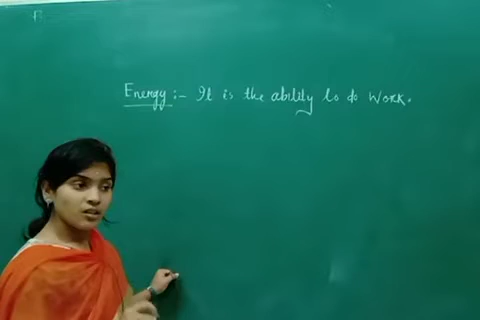 Energy :- It is the ability to do work.